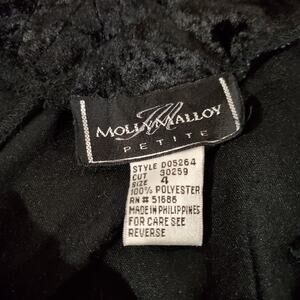 MOLLY MALLOY
PETITE
STYLE D05264
CUT 30259
SIZE 4
100% POLYESTER
RN# 51686
MADE IN PHILIPPINES
FOR CARE SEE
REVERSE